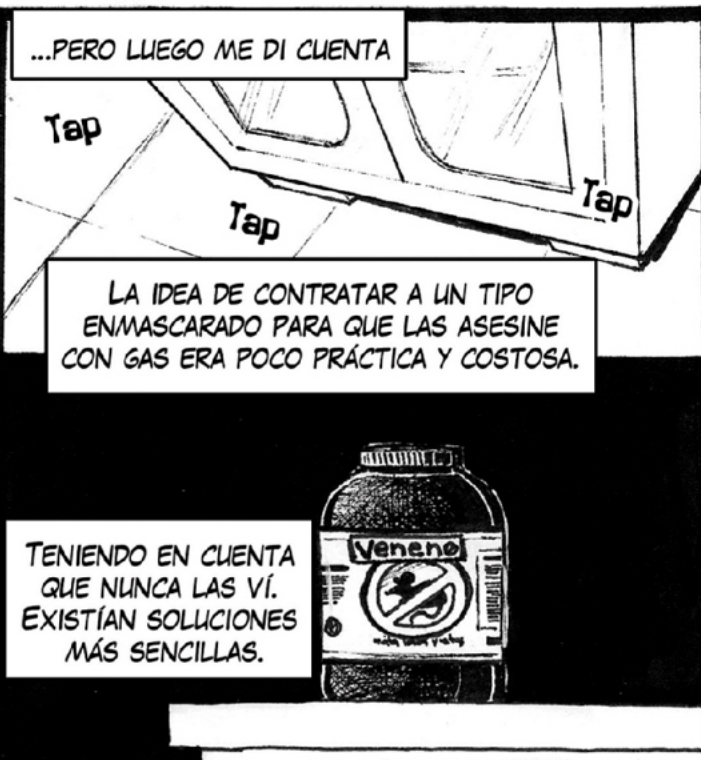 ...PERO LUEGO ME DI CUENTA
Tap
Tap
Tap
LA IDEA DE CONTRATAR A UN TIPO
ENMASCARADO PARA QUE LAS ASESINE
CON GAS ERA POCO PRÁCTICA Y COSTOSA.
TENIENDO EN CUENTA
QUE NUNCA LAS VÍ.
EXISTÍAN SOLUCIONES
MÁS SENCILLAS.
Veneno